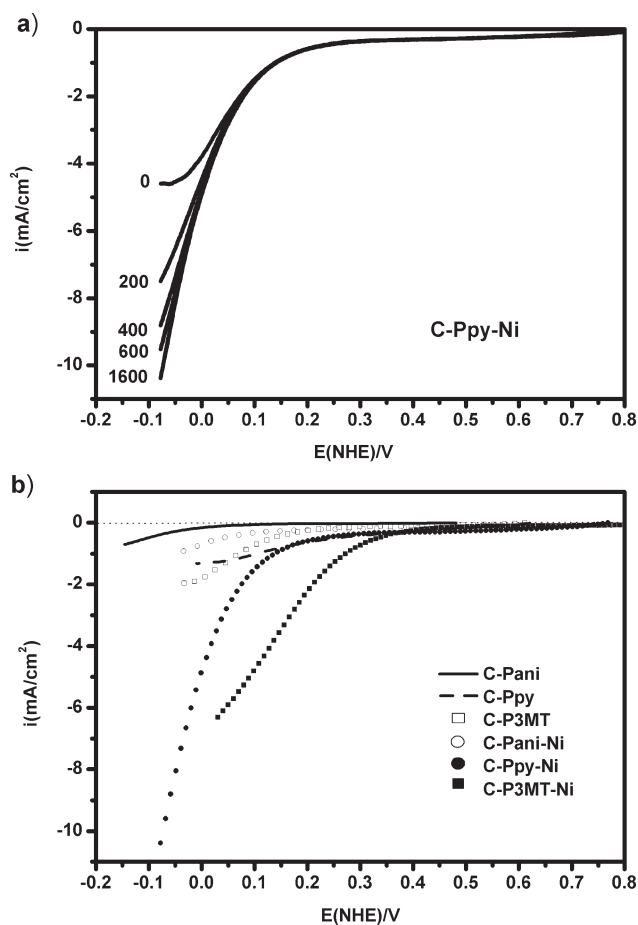 a)
0
-2
-4
-6
-8
-10
i(mA/cm²)
0
200
400
600
1600
C-Ppy-Ni
-0.2 -0.1 0.0 0.1 0.2 0.3 0.4 0.5 0.6 0.7 0.8
E(NHE)/V
b)
0
-2
-4
-6
-8
-10
i(mA/cm²)
C-Pani
C-Ppy
C-P3MT
C-Pani-Ni
C-Ppy-Ni
C-P3MT-Ni
-0.2 -0.1 0.0 0.1 0.2 0.3 0.4 0.5 0.6 0.7 0.8
E(NHE)/V